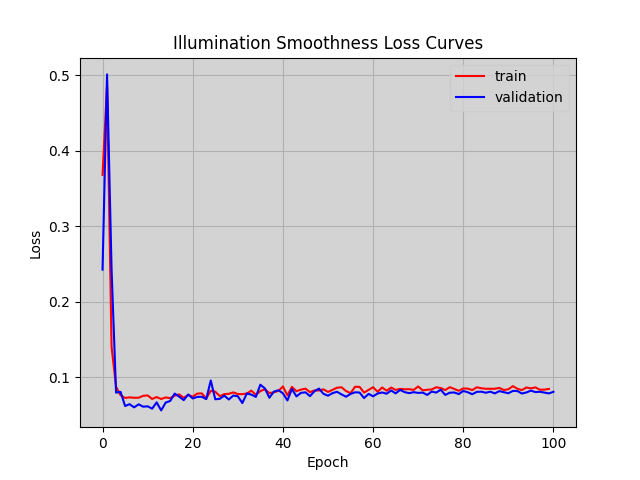 Illumination Smoothness Loss Curves
train
validation
Loss
0.5
0.4
0.3
0.2
0.1
0 20 40 60 80 100
Epoch